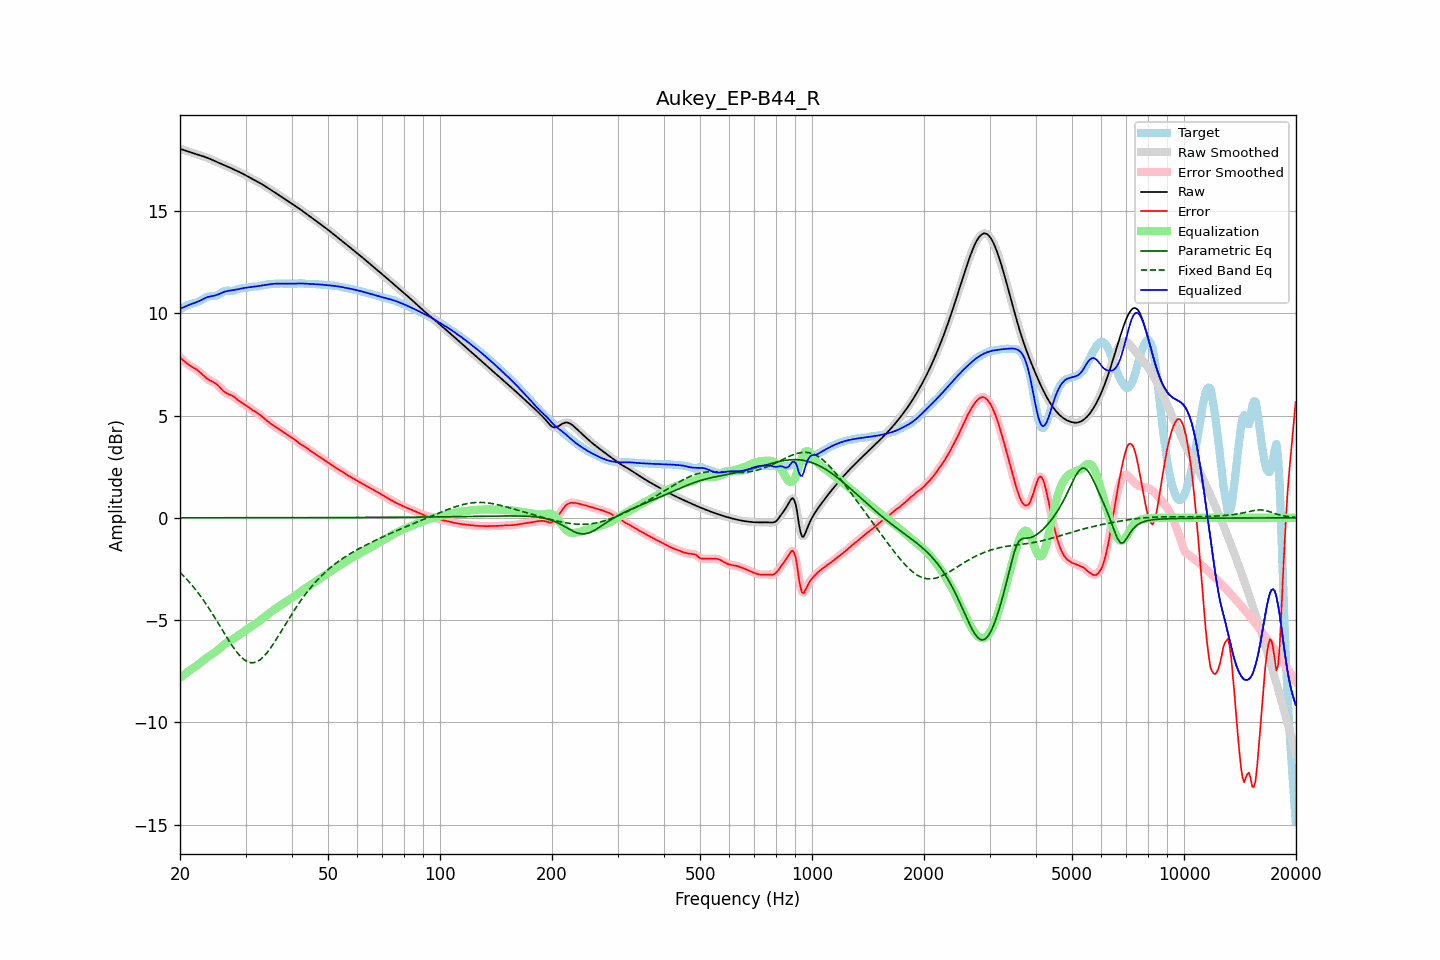 Aukey_EP-B44_R
Target
Raw Smoothed
Error Smoothed
Raw
Error
Equalization
Parametric Eq
Fixed Band Eq
Equalized
Amplitude (dBr)
15
10
5
0
−5
−10
−15
20 50 100 200 500 1000 2000 5000 10000 20000
Frequency (Hz)